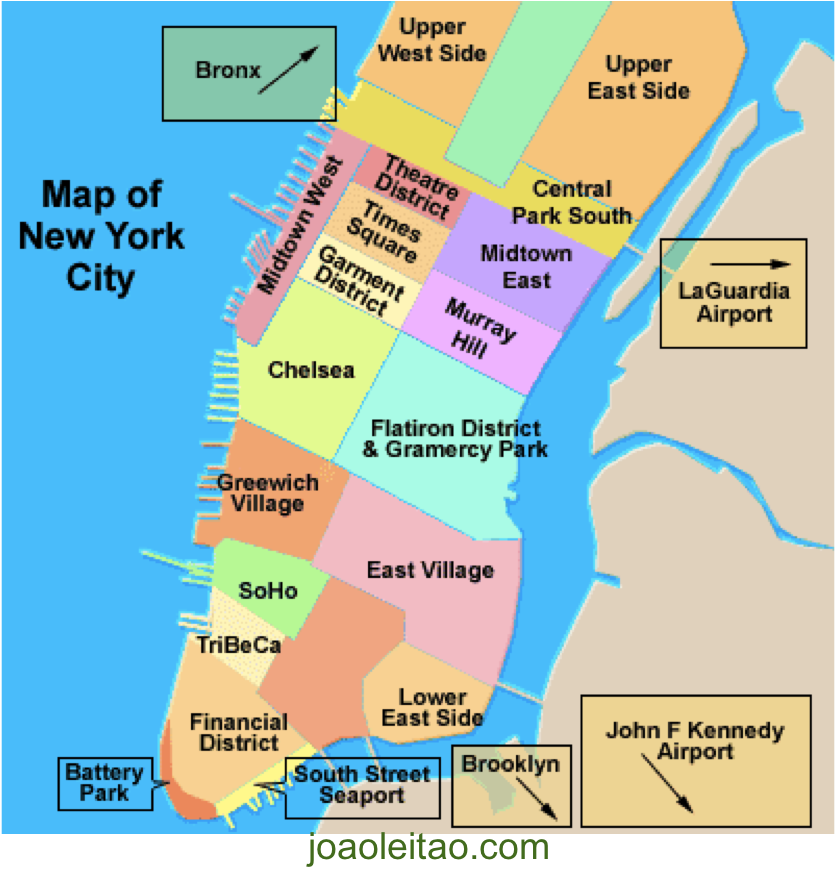 Upper
West Side
Bronx
Upper
East Side
Map of
New York
City
Midtown West
Theatre
District
Central
Park South
Times
Square
Midtown
East
Garment
District
LaGuardia
Airport
Murray
Hill
Chelsea
Flatiron District
& Gramercy Park
Greewich
Village
East Village
SoHo
TriBeCa
Lower
East Side
Financial
District
John F Kennedy
Airport
Battery
Park
South Street
Seaport
Brooklyn
joaoleitao.com